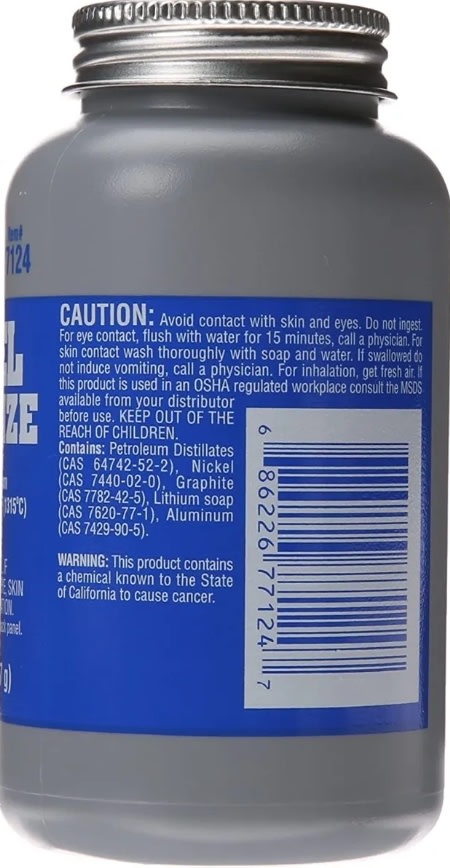 Item#
7124
EL
ZE
1315°C)
CAUTION: Avoid contact with skin and eyes. Do not ingest.
For eye contact, flush with water for 15 minutes, call a physician. For
skin contact wash thoroughly with soap and water. If swallowed do
not induce vomiting, call a physician. For inhalation, get fresh air. If
this product is used in an OSHA regulated workplace consult the MSDS
available from your distributor
before use. KEEP OUT OF THE
REACH OF CHILDREN.
Contains: Petroleum Distillates
(CAS 64742-52-2), Nickel
(CAS 7440-02-0), Graphite
(CAS 7782-42-5), Lithium soap
(CAS 7620-77-1), Aluminum
(CAS 7429-90-5).
WARNING: This product contains
a chemical known to the State
of California to cause cancer.
SKIN
panel.
g)
6 86226 77124 7